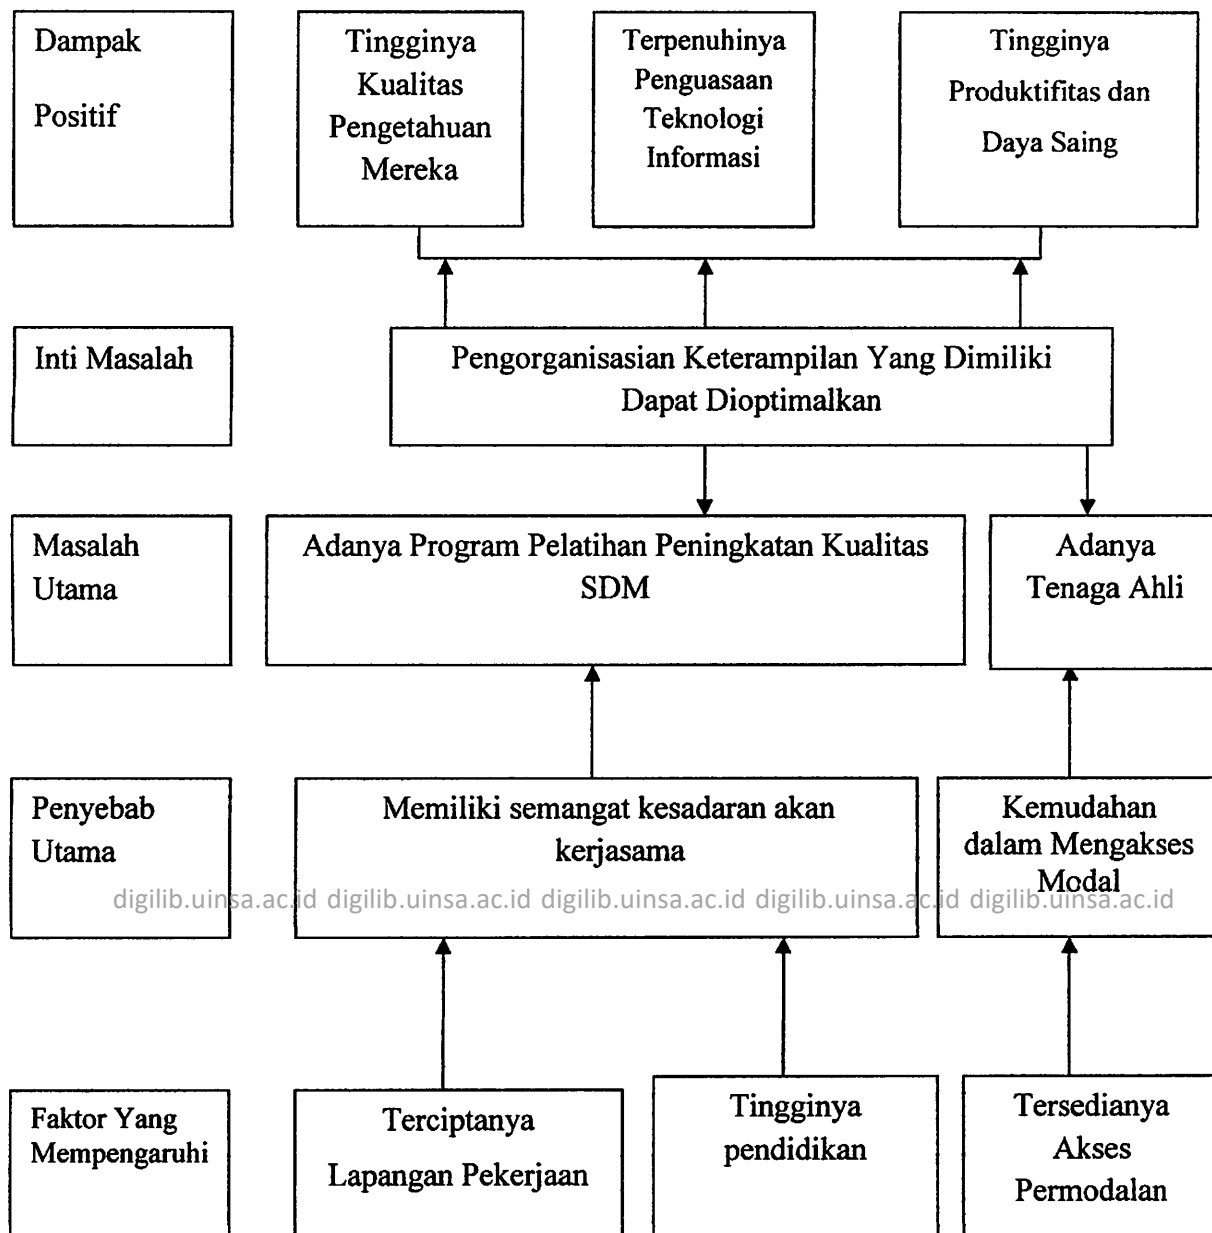 Dampak
Positif
Tingginya
Kualitas
Pengetahuan
Mereka
Terpenuhinya
Penguasaan
Teknologi
Informasi
Tingginya
Produktifitas dan
Daya Saing
Inti Masalah
Pengorganisasian Keterampilan Yang Dimiliki
Dapat Dioptimalkan
Masalah
Utama
Adanya Program Pelatihan Peningkatan Kualitas
SDM
Adanya
Tenaga Ahli
Penyebab
Utama
Memiliki semangat kesadaran akan
kerjasama
Kemudahan
dalam Mengakses
Modal
digilib.uinsa.ac.id digilib.uinsa.ac.id digilib.uinsa.ac.id digilib.uinsa.ac.id digilib.uinsa.ac.id
Faktor Yang
Mempengaruhi
Terciptanya
Lapangan Pekerjaan
Tingginya
pendidikan
Tersedianya
Akses
Permodalan